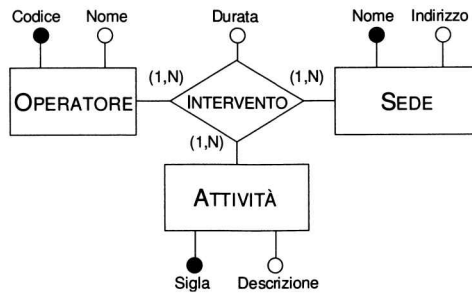 Codice Nome Durata Nome Indirizzo
(1,N) (1,N)
OPERATORE INTERVENTO SEDE
(1,N)
ATTIVITÀ
Sigla Descrizione